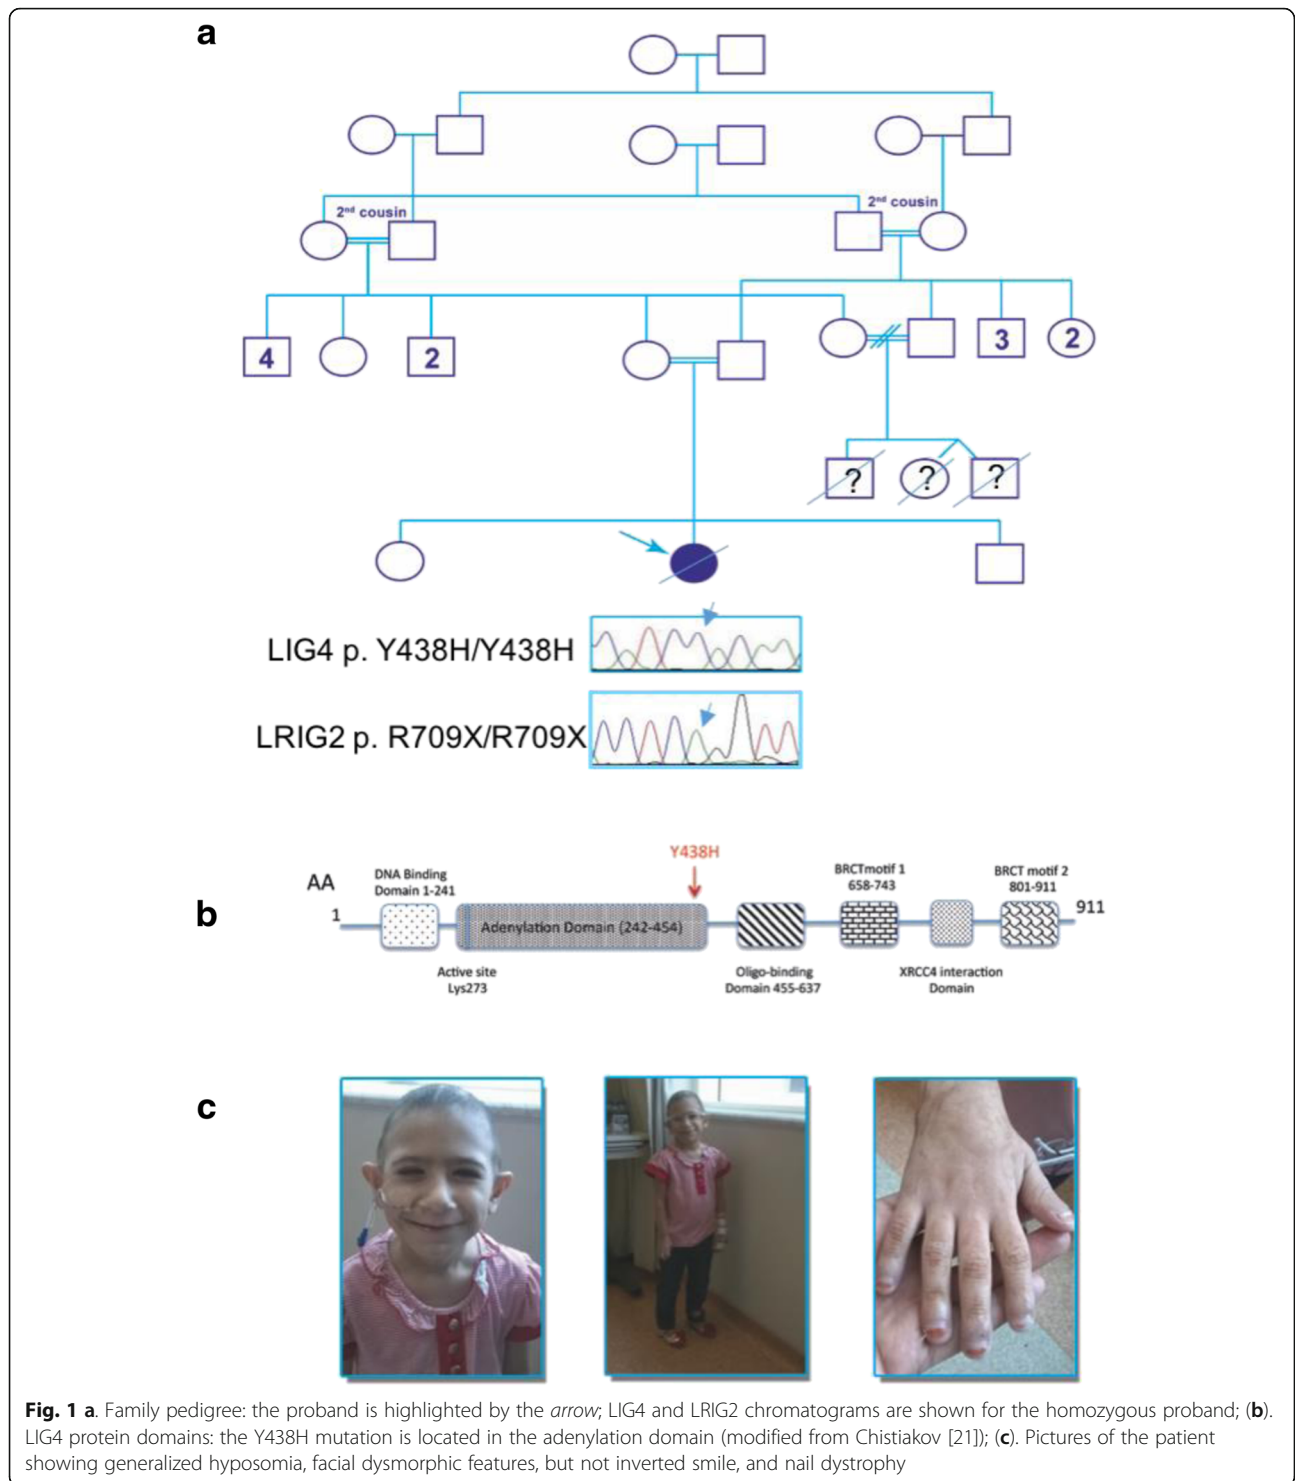 a
2nd cousin
2nd cousin
4
2
3
2
?
?
?
LIG4 p. Y438H/Y438H
LRIG2 p. R709X/R709X
b
Y438H
AA
DNA Binding
Domain 1-241
BRCTmotif 1
658-743
BRCT motif 2
801-911
1
911
Adenylation Domain (242-454)
Active site
Lys273
Oligo-binding
Domain 455-637
XRCC4 interaction
Domain
c
Fig. 1 a. Family pedigree: the proband is highlighted by the arrow; LIG4 and LRIG2 chromatograms are shown for the homozygous proband; (b).
LIG4 protein domains: the Y438H mutation is located in the adenylation domain (modified from Chistiakov [21]); (c). Pictures of the patient
showing generalized hyposomia, facial dysmorphic features, but not inverted smile, and nail dystrophy